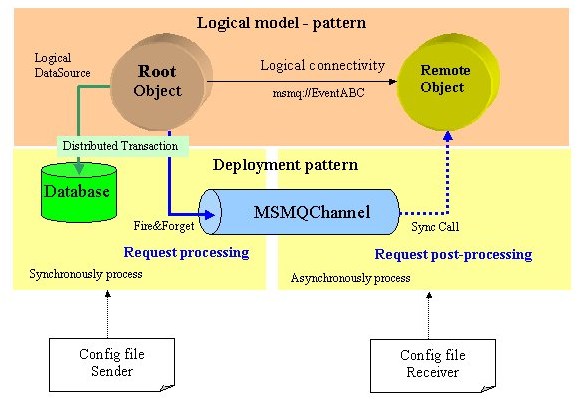 Logical model - pattern
Logical
DataSource
Root
Object
Logical connectivity
msmq://EventABC
Remote
Object
Distributed Transaction
Deployment pattern
Database
MSMQChannel
Fire&Forget
Sync Call
Request processing
Request post-processing
Synchronously process
Asynchronously process
Config file
Sender
Config file
Receiver